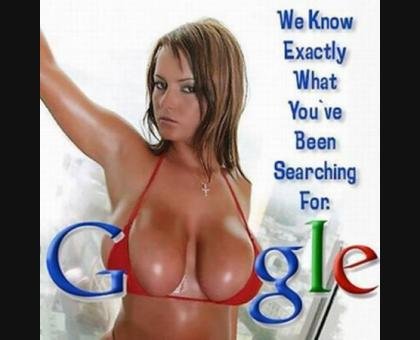 We Know
Exactly
What
You've
Been
Searching
For.
G gle